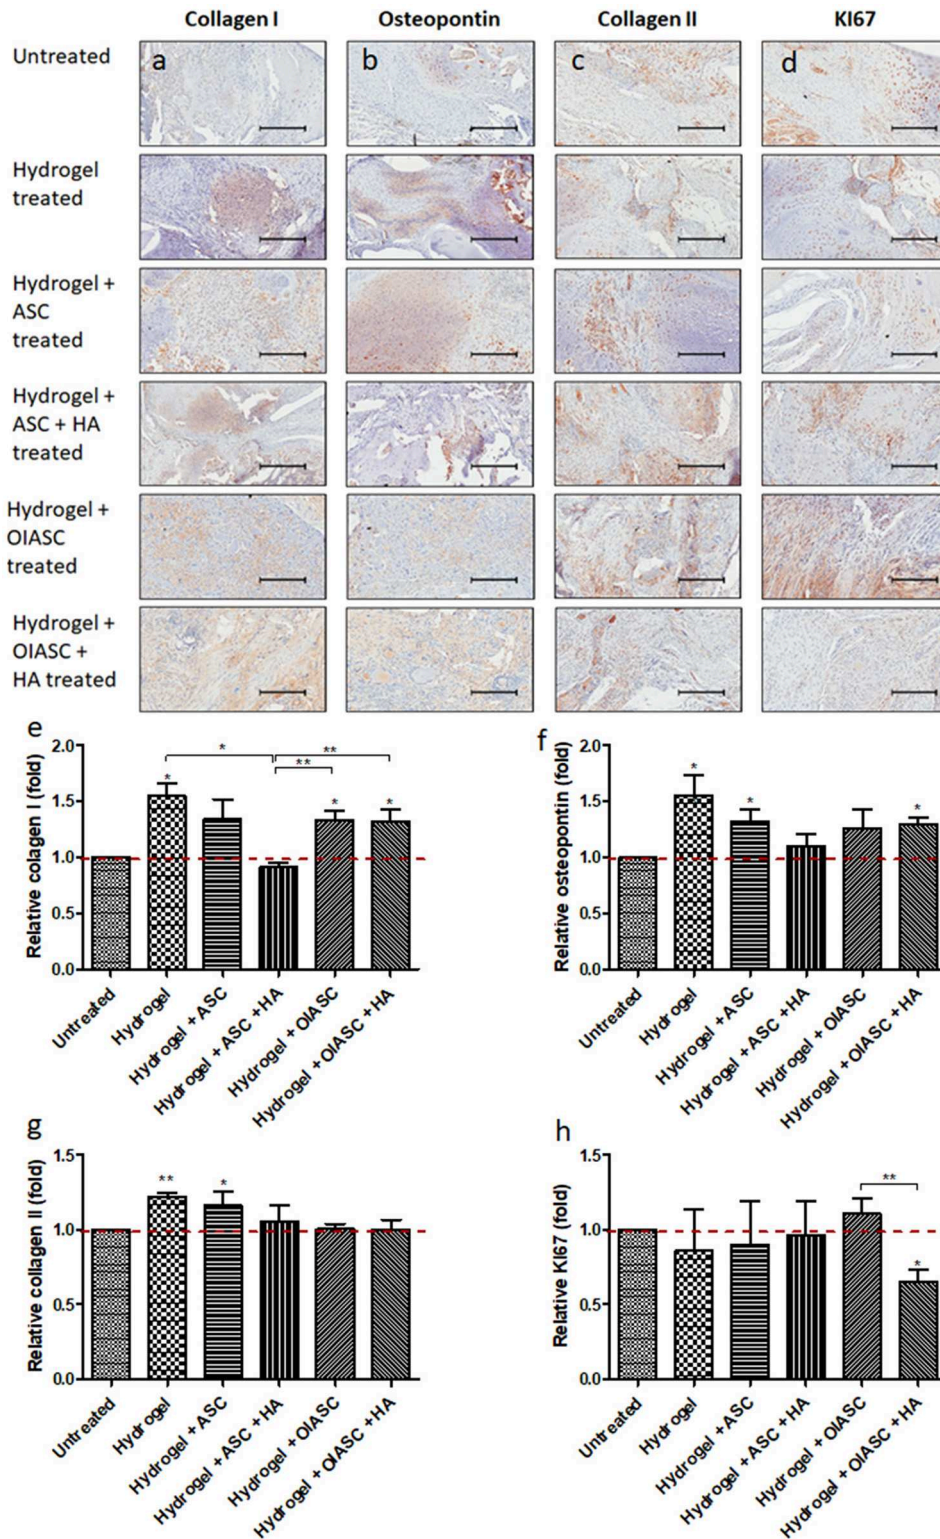 Collagen I Osteopontin Collagen II KI67
Untreated a b c d
Hydrogel
treated
Hydrogel +
ASC
treated
Hydrogel +
ASC + HA
treated
Hydrogel +
OIASC
treated
Hydrogel +
OIASC +
HA treated
e
Relative colagen I (fold)
2.0
1.5
1.0
0.5
0.0
*
*
**
**
*
*
Untreated
Hydrogel
Hydrogel + ASC
Hydrogel + ASC + HA
Hydrogel + OIASC
Hydrogel + OIASC + HA
f
Relative osteopontin (fold)
2.0
1.5
1.0
0.5
0.0
*
*
*
Untreated
Hydrogel
Hydrogel + ASC
Hydrogel + ASC + HA
Hydrogel + OIASC
Hydrogel + OIASC + HA
g
Relative collagen II (fold)
1.5
1.0
0.5
0.0
**
*
Untreated
Hydrogel
Hydrogel + ASC
Hydrogel + ASC + HA
Hydrogel + OIASC
Hydrogel + OIASC + HA
h
Relative KI67 (fold)
1.5
1.0
0.5
0.0
**
*
Untreated
Hydrogel
Hydrogel + ASC
Hydrogel + ASC + HA
Hydrogel + OIASC
Hydrogel + OIASC + HA